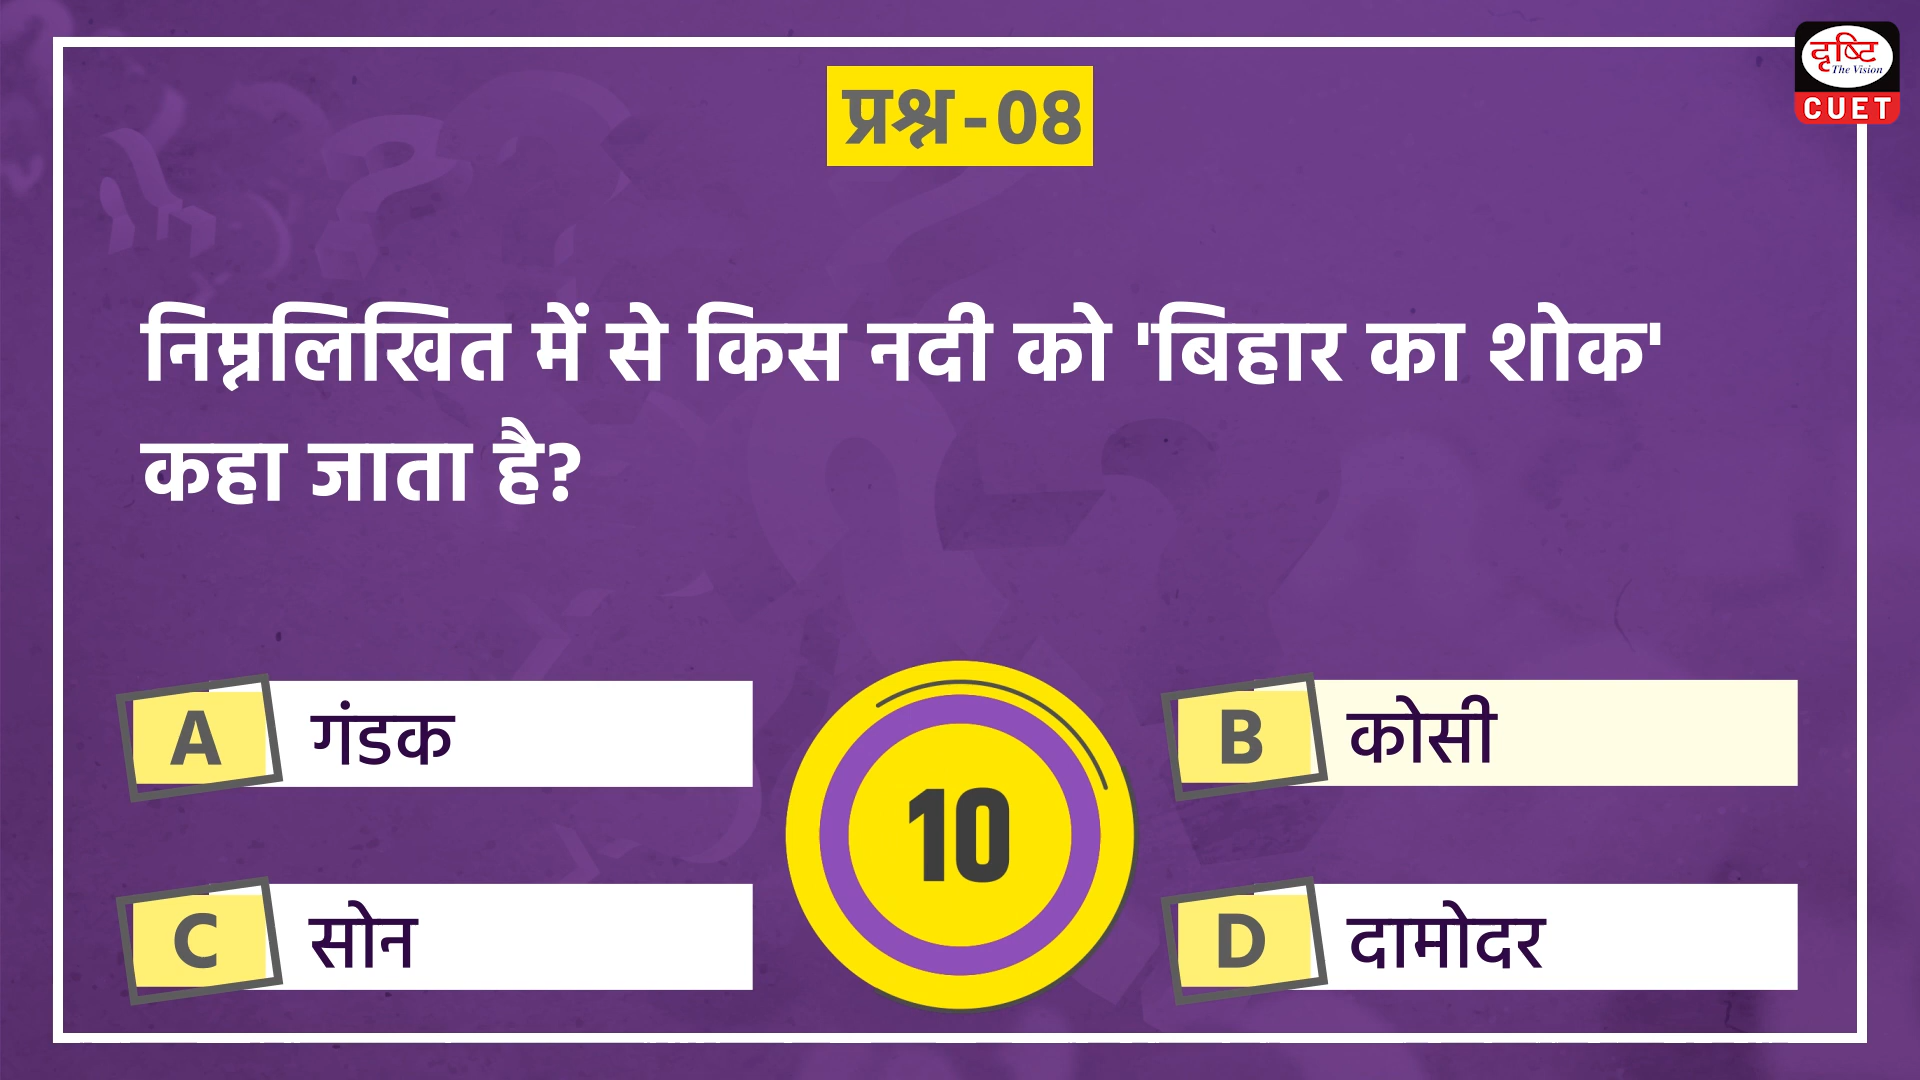 दृष्टि
The Vision
CUET
प्रश्न-08
निम्नलिखित में से किस नदी को 'बिहार का शोक'
कहा जाता है?
A गंडक
B कोसी
10
C सोन
D दामोदर